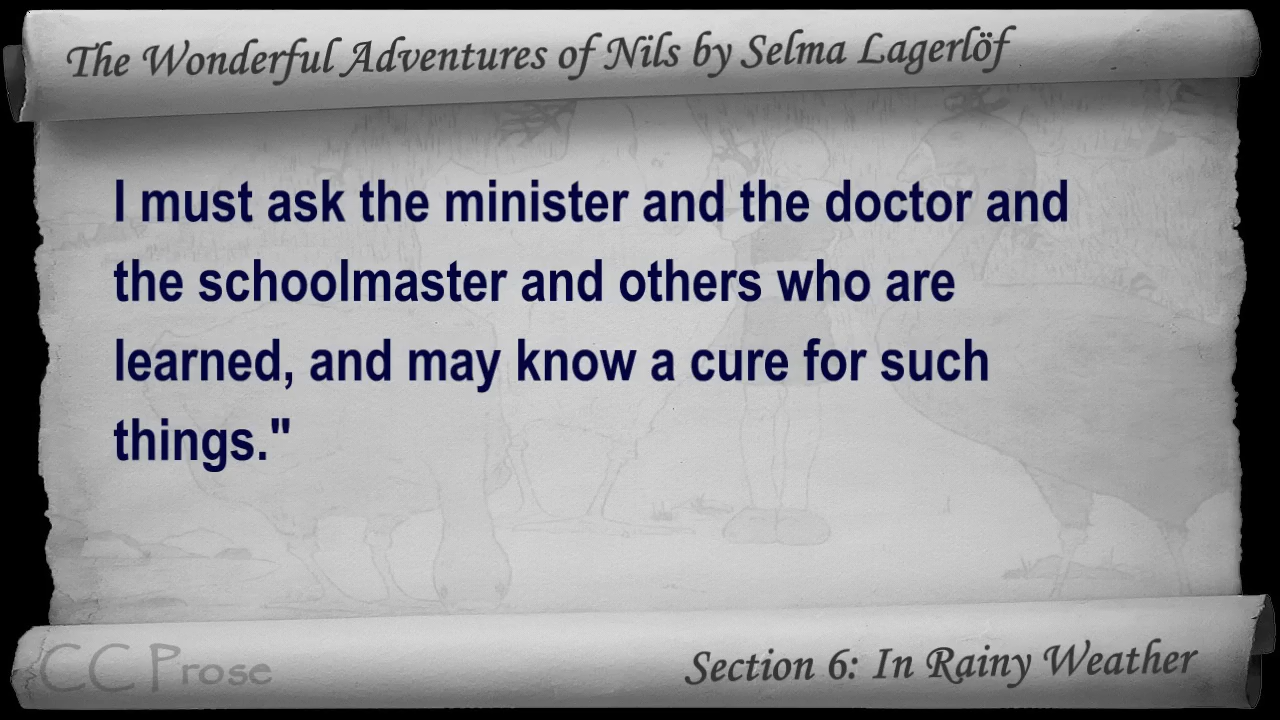 The Wonderful Adventures of Nils by Selma Lagerlöf
I must ask the minister and the doctor and
the schoolmaster and others who are
learned, and may know a cure for such
things."
CC Prose
Section 6: In Rainy Weather